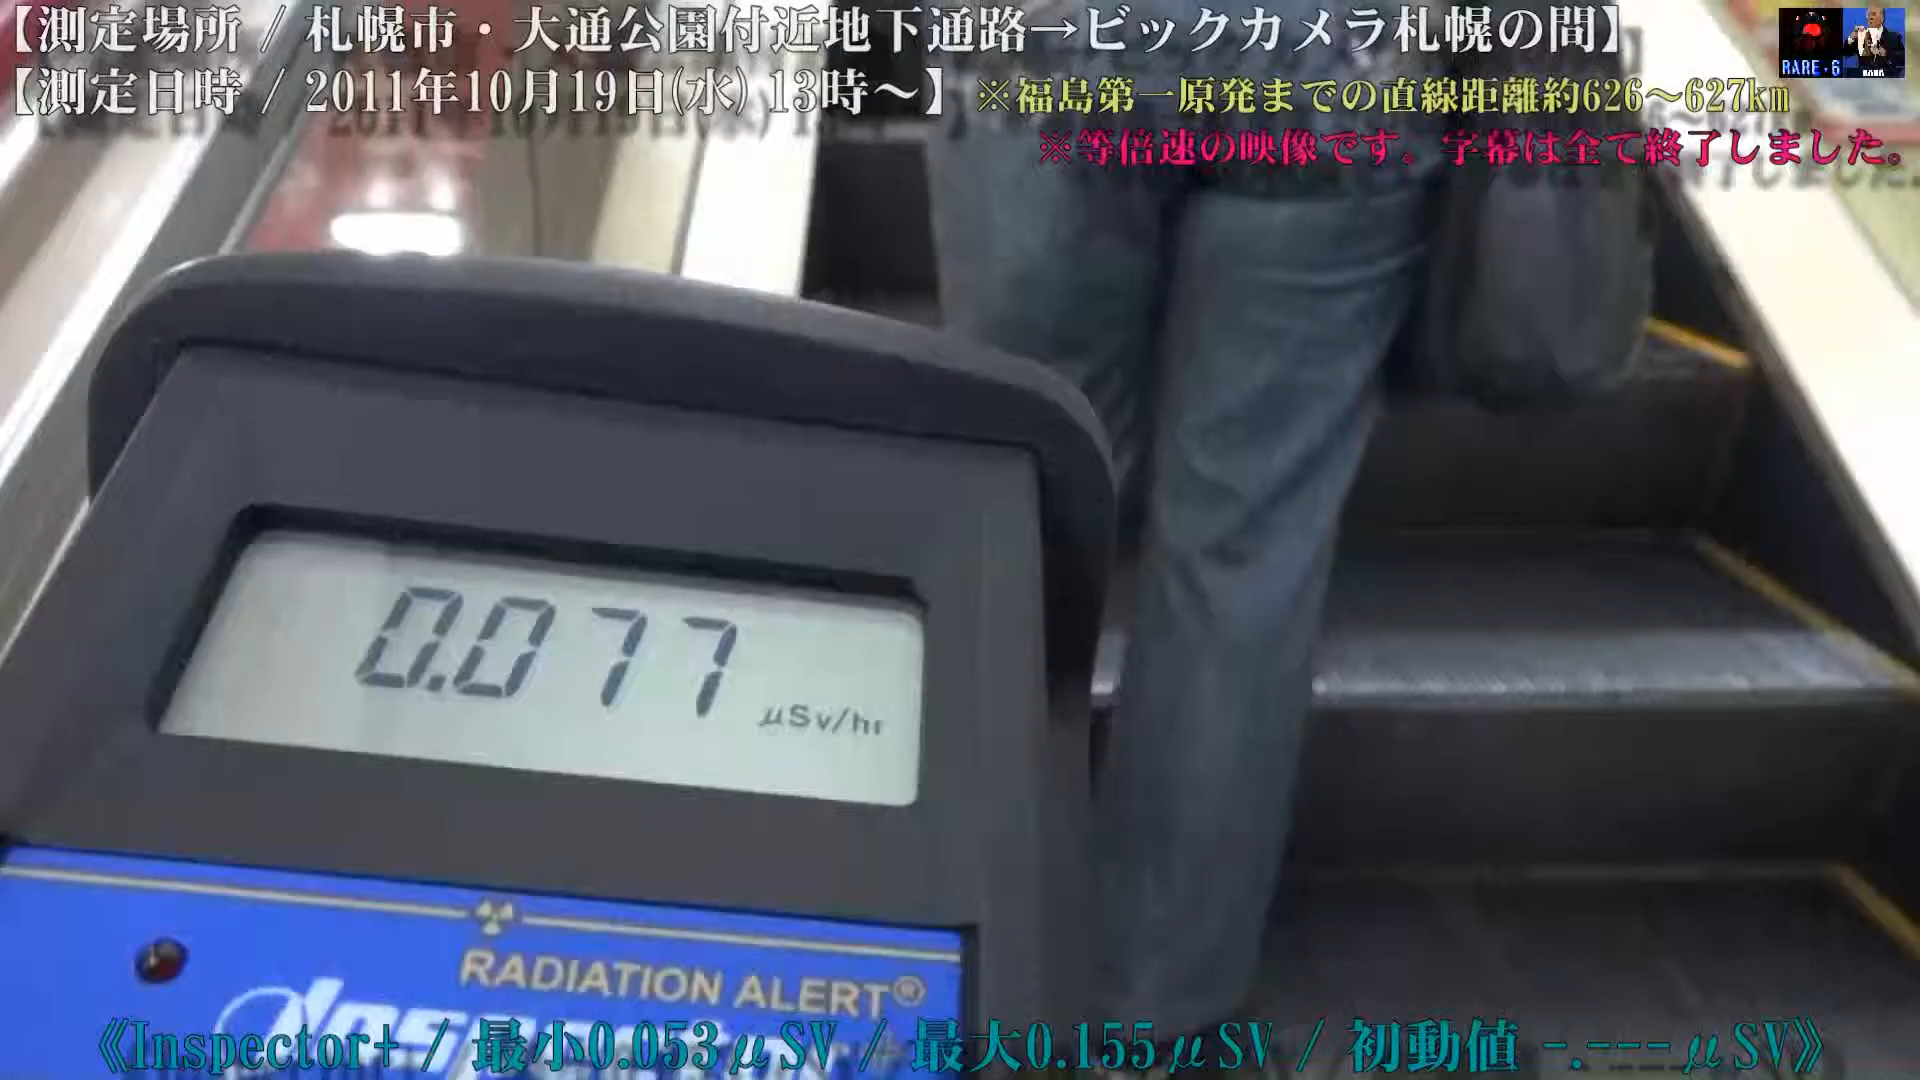 【測定場所 / 札幌市・大通公園付近地下通路→ビックカメラ札幌の間】
【測定日時 / 2011年10月19日(水) 13時～】※福島第一原発までの直線距離約626～627km
※等倍速の映像です。字幕は全て終了しました。
RARE・6
0.077
μSv/hr
RADIATION ALERT®
《Inspector+ / 最小0.053μSV / 最大0.155μSV / 初動値 -.---μSV》